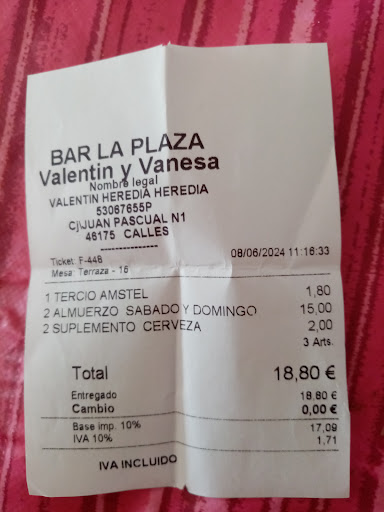 BAR LA PLAZA
Valentin y Vanesa
Nombre legal
VALENTIN HEREDIA HEREDIA
53067655P
C\JUAN PASCUAL N1
46175 CALLES
---------------
Ticket: F-448 08/06/2024 11:16:33
Mesa: Terraza - 16
1 TERCIO AMSTEL 1,80
2 ALMUERZO SABADO Y DOMINGO 15,00
2 SUPLEMENTO CERVEZA 2,00
3 Arts.
Total 18,80 €
Entregado 18,80 €
Cambio 0,00 €
Base imp. 10% 17,09
IVA 10% 1,71
IVA INCLUIDO